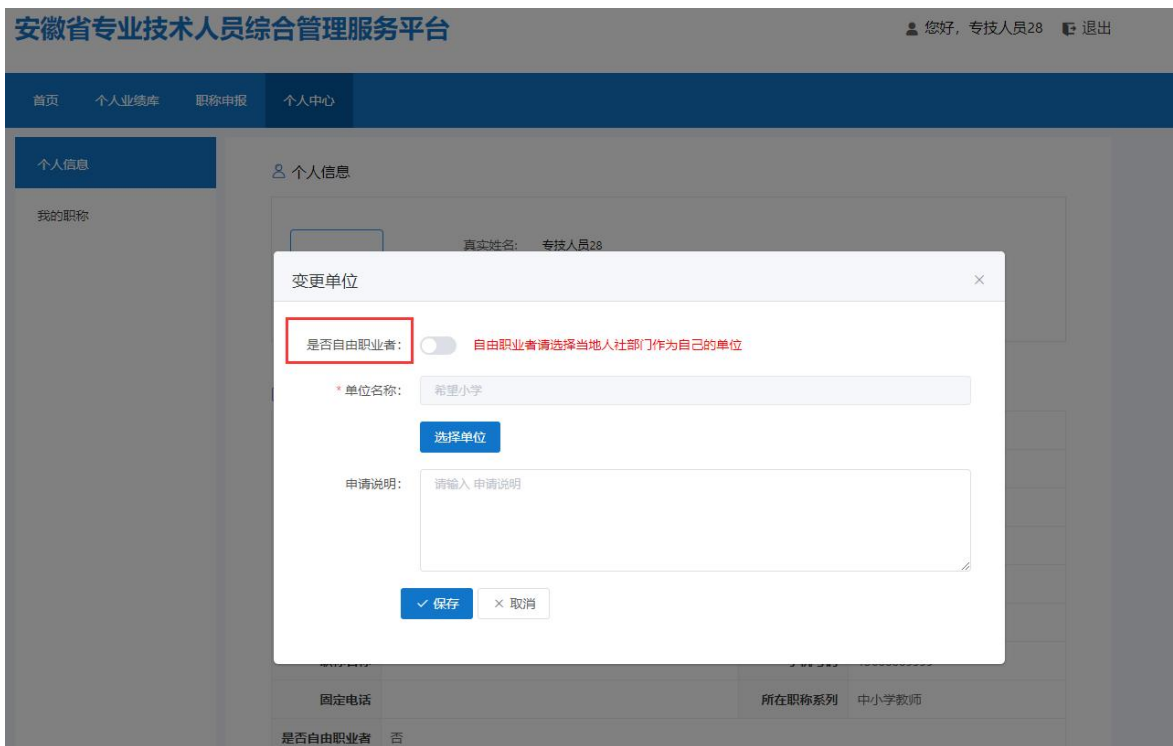 安徽省专业技术人员综合管理服务平台
您好，专技人员28 退出
首页 个人业绩库 职称申报 个人中心
个人信息
个人信息
我的职称
真实姓名： 专技人员28
变更单位
是否自由职业者： 自由职业者请选择当地人社部门作为自己的单位
* 单位名称： 希望小学
选择单位
申请说明： 请输入 申请说明
保存 取消
固定电话 所在职称系列 中小学教师
是否自由职业者 否